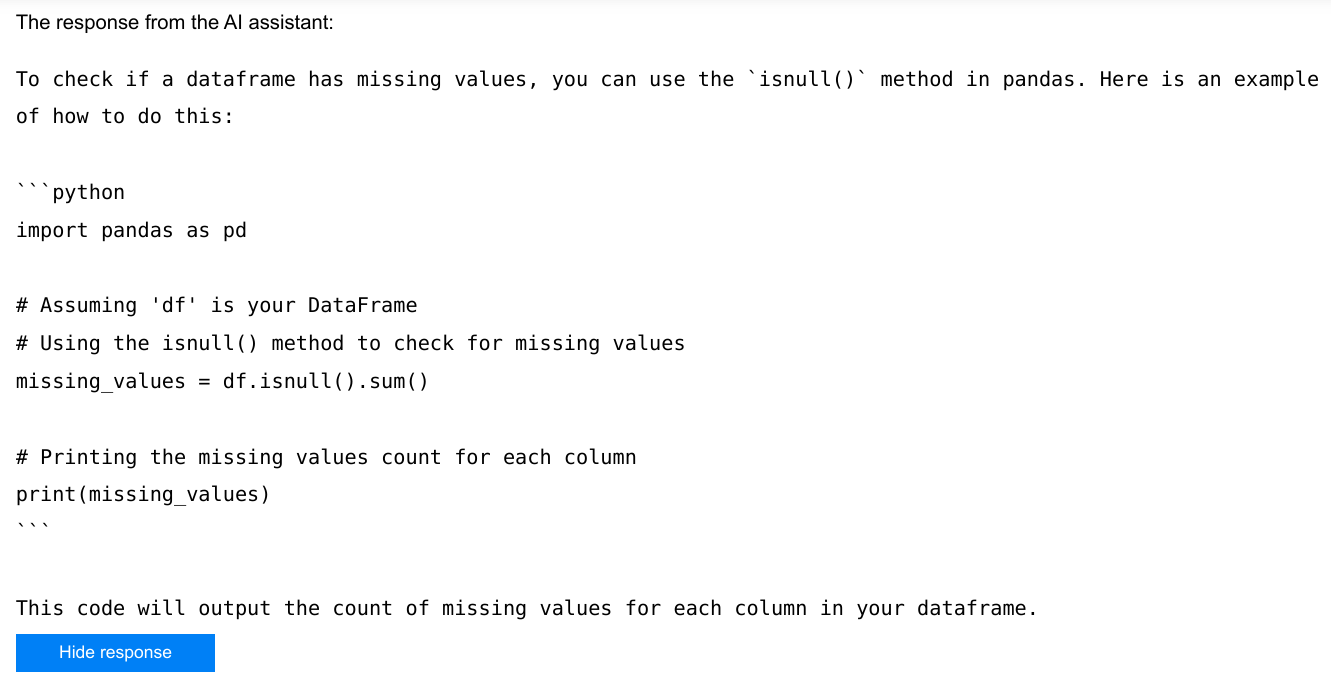 The response from the AI assistant:
To check if a dataframe has missing values, you can use the `isnull()` method in pandas. Here is an example
of how to do this:
```python
import pandas as pd
# Assuming 'df' is your DataFrame
# Using the isnull() method to check for missing values
missing_values = df.isnull().sum()
# Printing the missing values count for each column
print(missing_values)
```
This code will output the count of missing values for each column in your dataframe.
Hide response